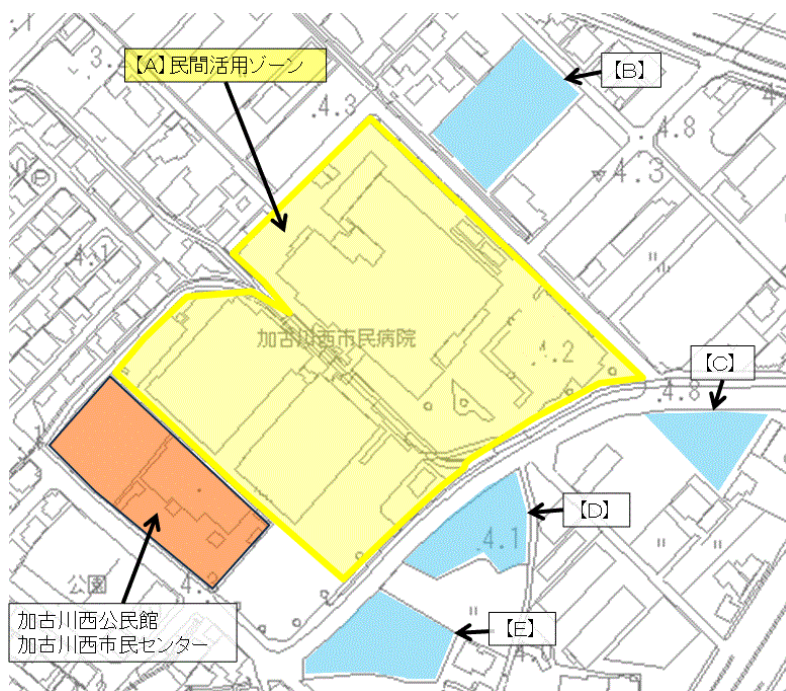 【A】民間活用ゾーン
【B】
4.3
4.8
4.3
4.1
加古川西市民病院
4.2
【C】
4.8
【D】
4.1
公園
【E】
加古川西公民館
加古川西市民センター